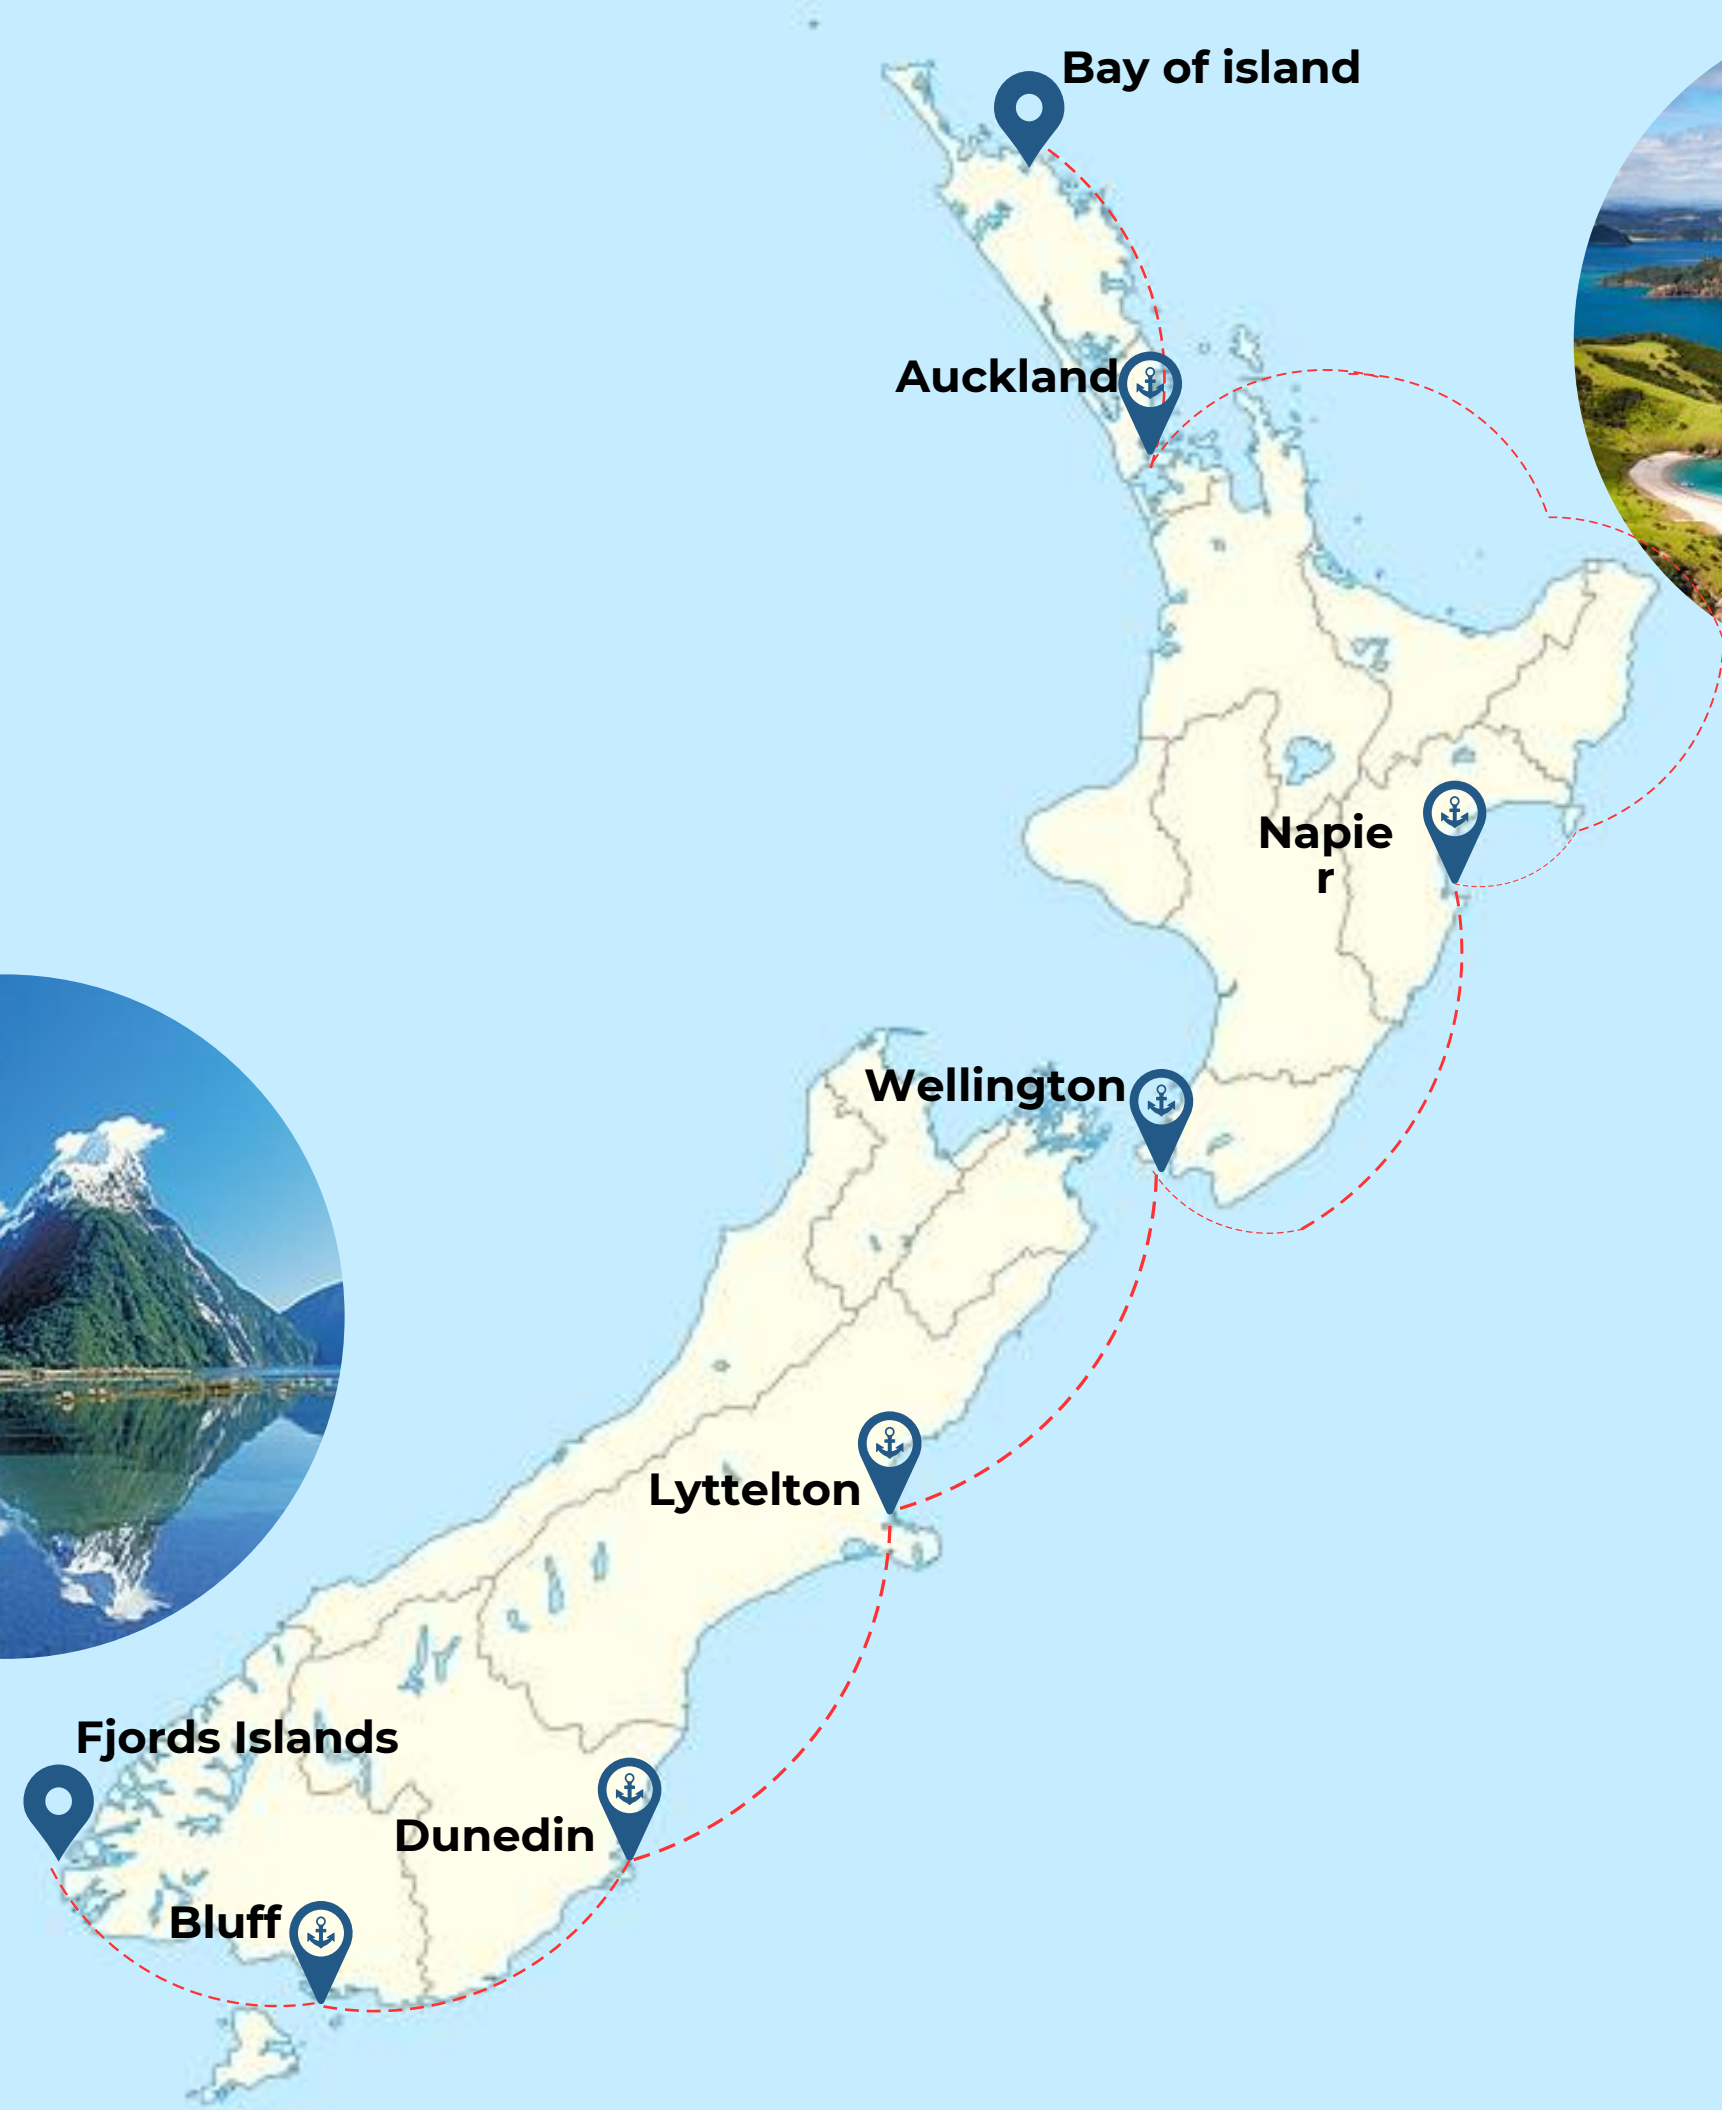 Bay of island
Auckland
Napie
r
Wellington
Lyttelton
Fjords Islands
Dunedin
Bluff